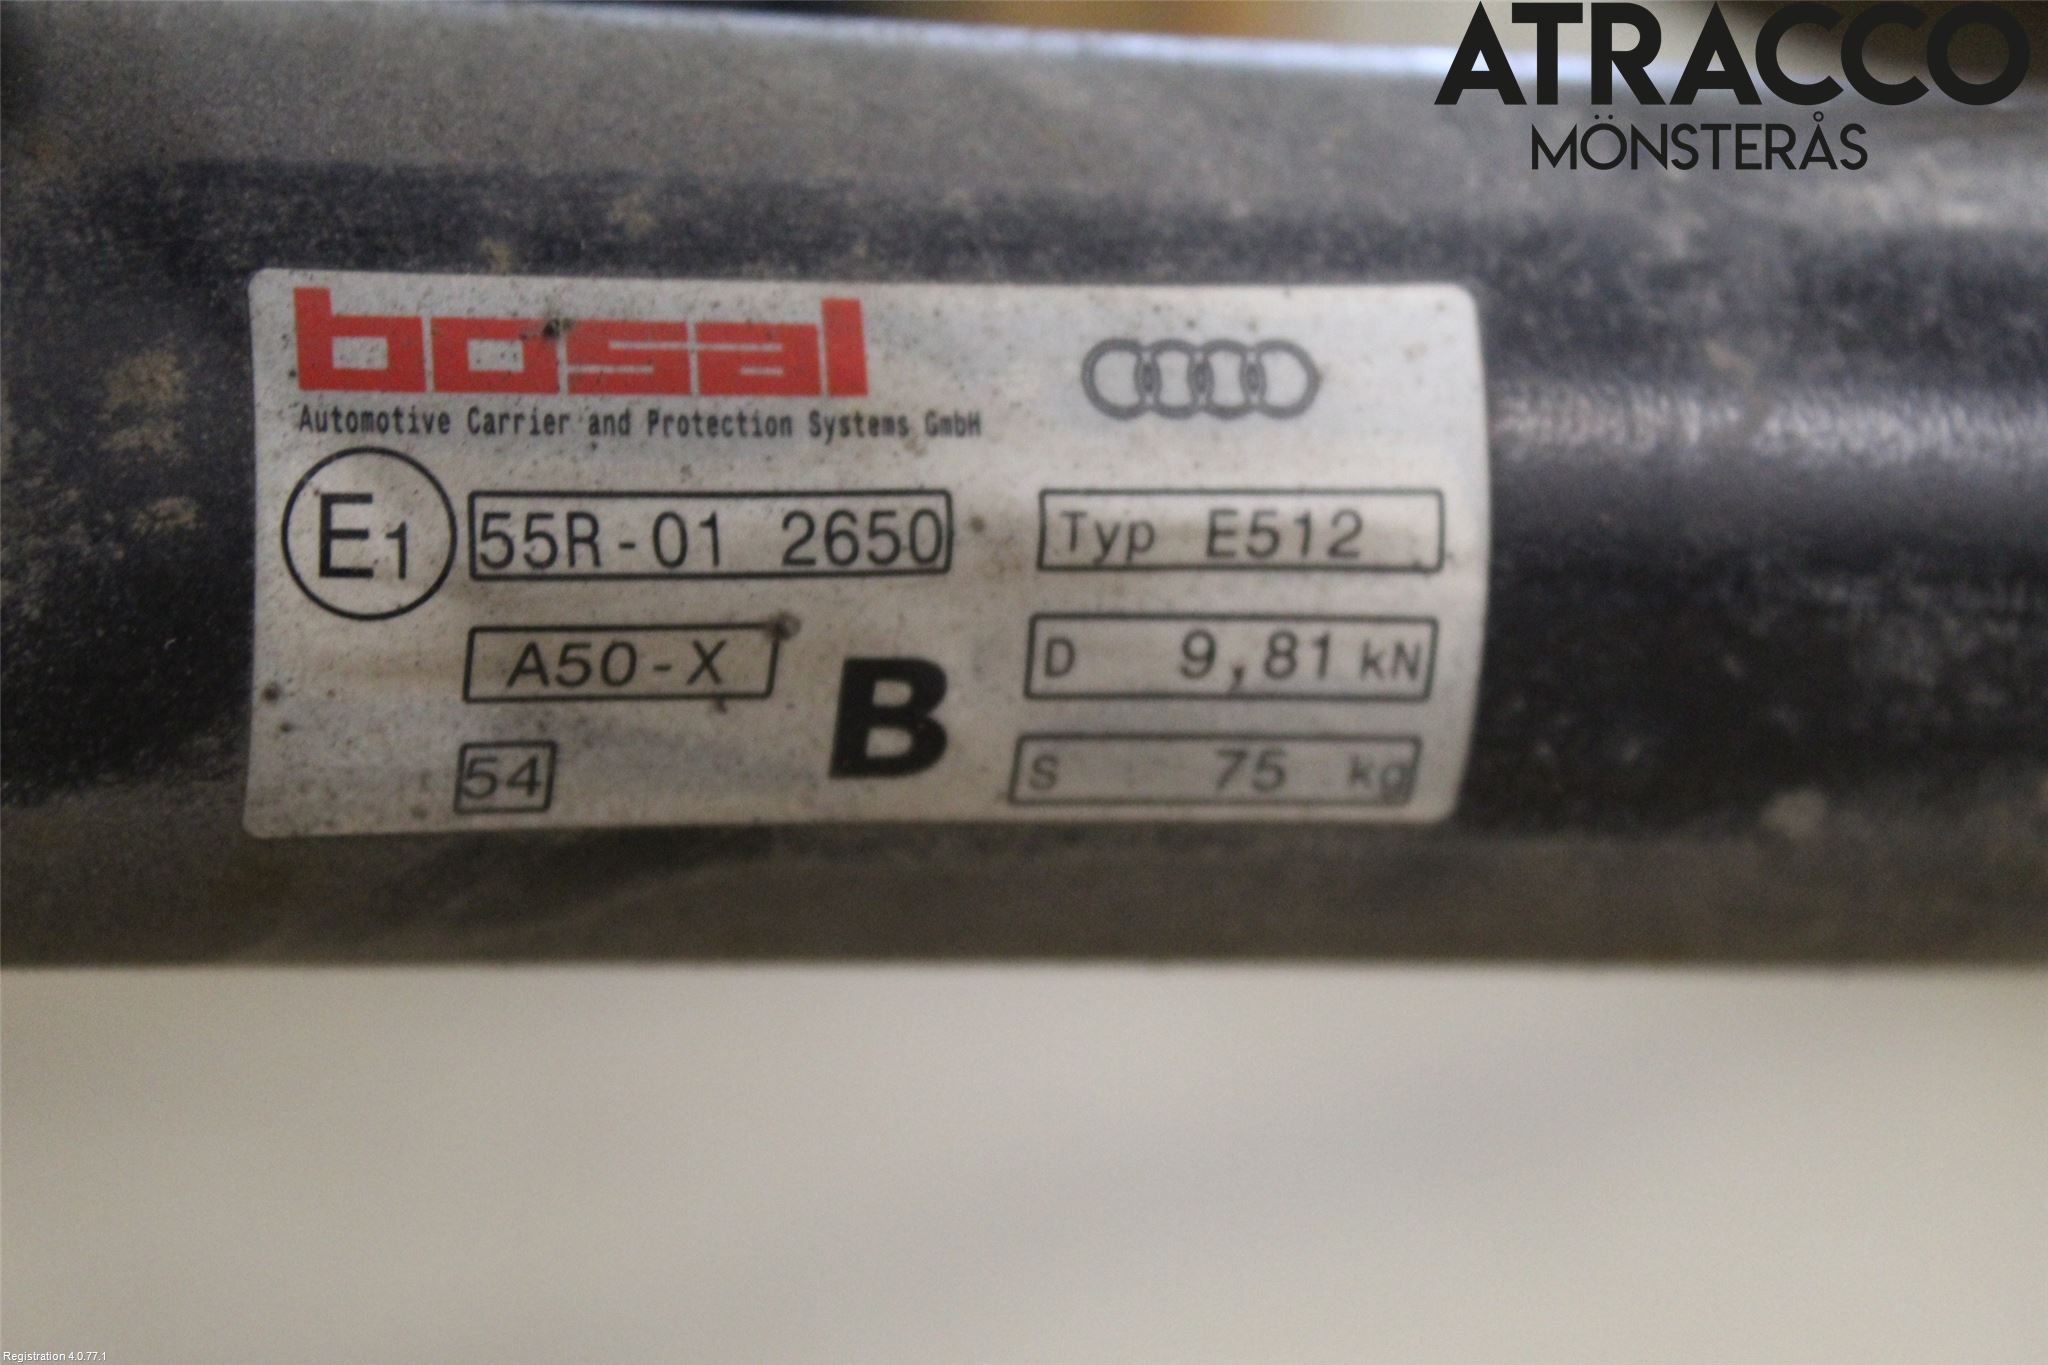 ATRACCO
MÖNSTERÅS
bosal
Automotive Carrier and Protection Systems GmbH
E1 55R-01 2650 Typ E512
A50-X D 9,81 kN
B
54 S 75 kg
Registration 4.0.77.1